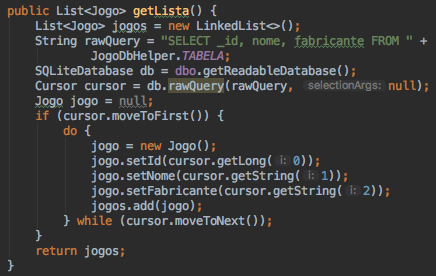 public List<Jogo> getLista() {
List<Jogo> jogos = new LinkedList<>();
String rawQuery = "SELECT _id, nome, fabricante FROM " +
JogoDbHelper.TABELA;
SQLiteDatabase db = dbo.getReadableDatabase();
Cursor cursor = db.rawQuery(rawQuery, selectionArgs: null);
Jogo jogo = null;
if (cursor.moveToFirst()) {
do {
jogo = new Jogo();
jogo.setId(cursor.getLong( i: 0));
jogo.setNome(cursor.getString( i: 1));
jogo.setFabricante(cursor.getString( i: 2));
jogos.add(jogo);
} while (cursor.moveToNext());
}
return jogos;
}